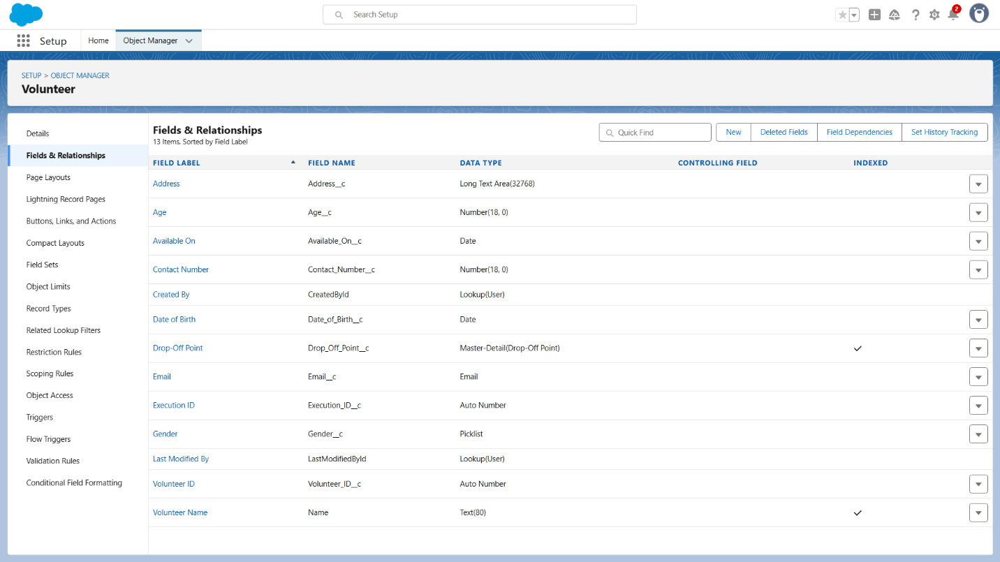 Search Setup
2
Setup
Home
Object Manager
SETUP > OBJECT MANAGER
Volunteer
Details
Fields & Relationships
Page Layouts
Lightning Record Pages
Buttons, Links, and Actions
Compact Layouts
Field Sets
Object Limits
Record Types
Related Lookup Filters
Restriction Rules
Scoping Rules
Object Access
Triggers
Flow Triggers
Validation Rules
Conditional Field Formatting
Fields & Relationships
13 Items, Sorted by Field Label
Quick Find
New
Deleted Fields
Field Dependencies
Set History Tracking
FIELD LABEL FIELD NAME DATA TYPE CONTROLLING FIELD INDEXED
Address Address__c Long Text Area(32768)
Age Age__c Number(18, 0)
Available On Available_On__c Date
Contact Number Contact_Number__c Number(18, 0)
Created By CreatedById Lookup(User)
Date of Birth Date_of_Birth__c Date
Drop-Off Point Drop_Off_Point__c Master-Detail(Drop-Off Point)
Email Email__c Email
Execution ID Execution_ID__c Auto Number
Gender Gender__c Picklist
Last Modified By LastModifiedById Lookup(User)
Volunteer ID Volunteer_ID__c Auto Number
Volunteer Name Name Text(80)